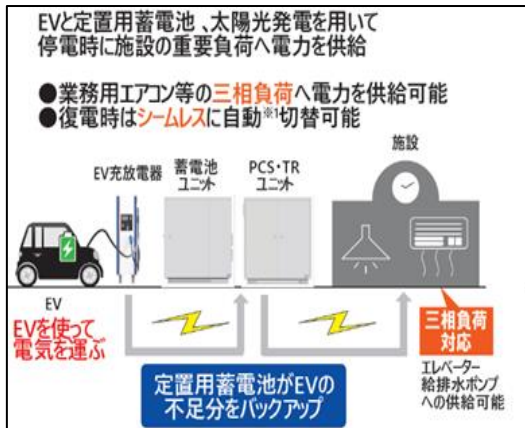 EVと定置用蓄電池、太陽光発電を用いて
停電時に施設の重要負荷へ電力を供給
●業務用エアコン等の三相負荷へ電力を供給可能
●復電時はシームレスに自動※1切替可能
施設
EV充放電器
蓄電池
ユニット
PCS・TR
ユニット
EV
EVを使って
電気を運ぶ
三相負荷
対応
エレベーター
給排水ポンプ
への供給可能
定置用蓄電池がEVの
不足分をバックアップ